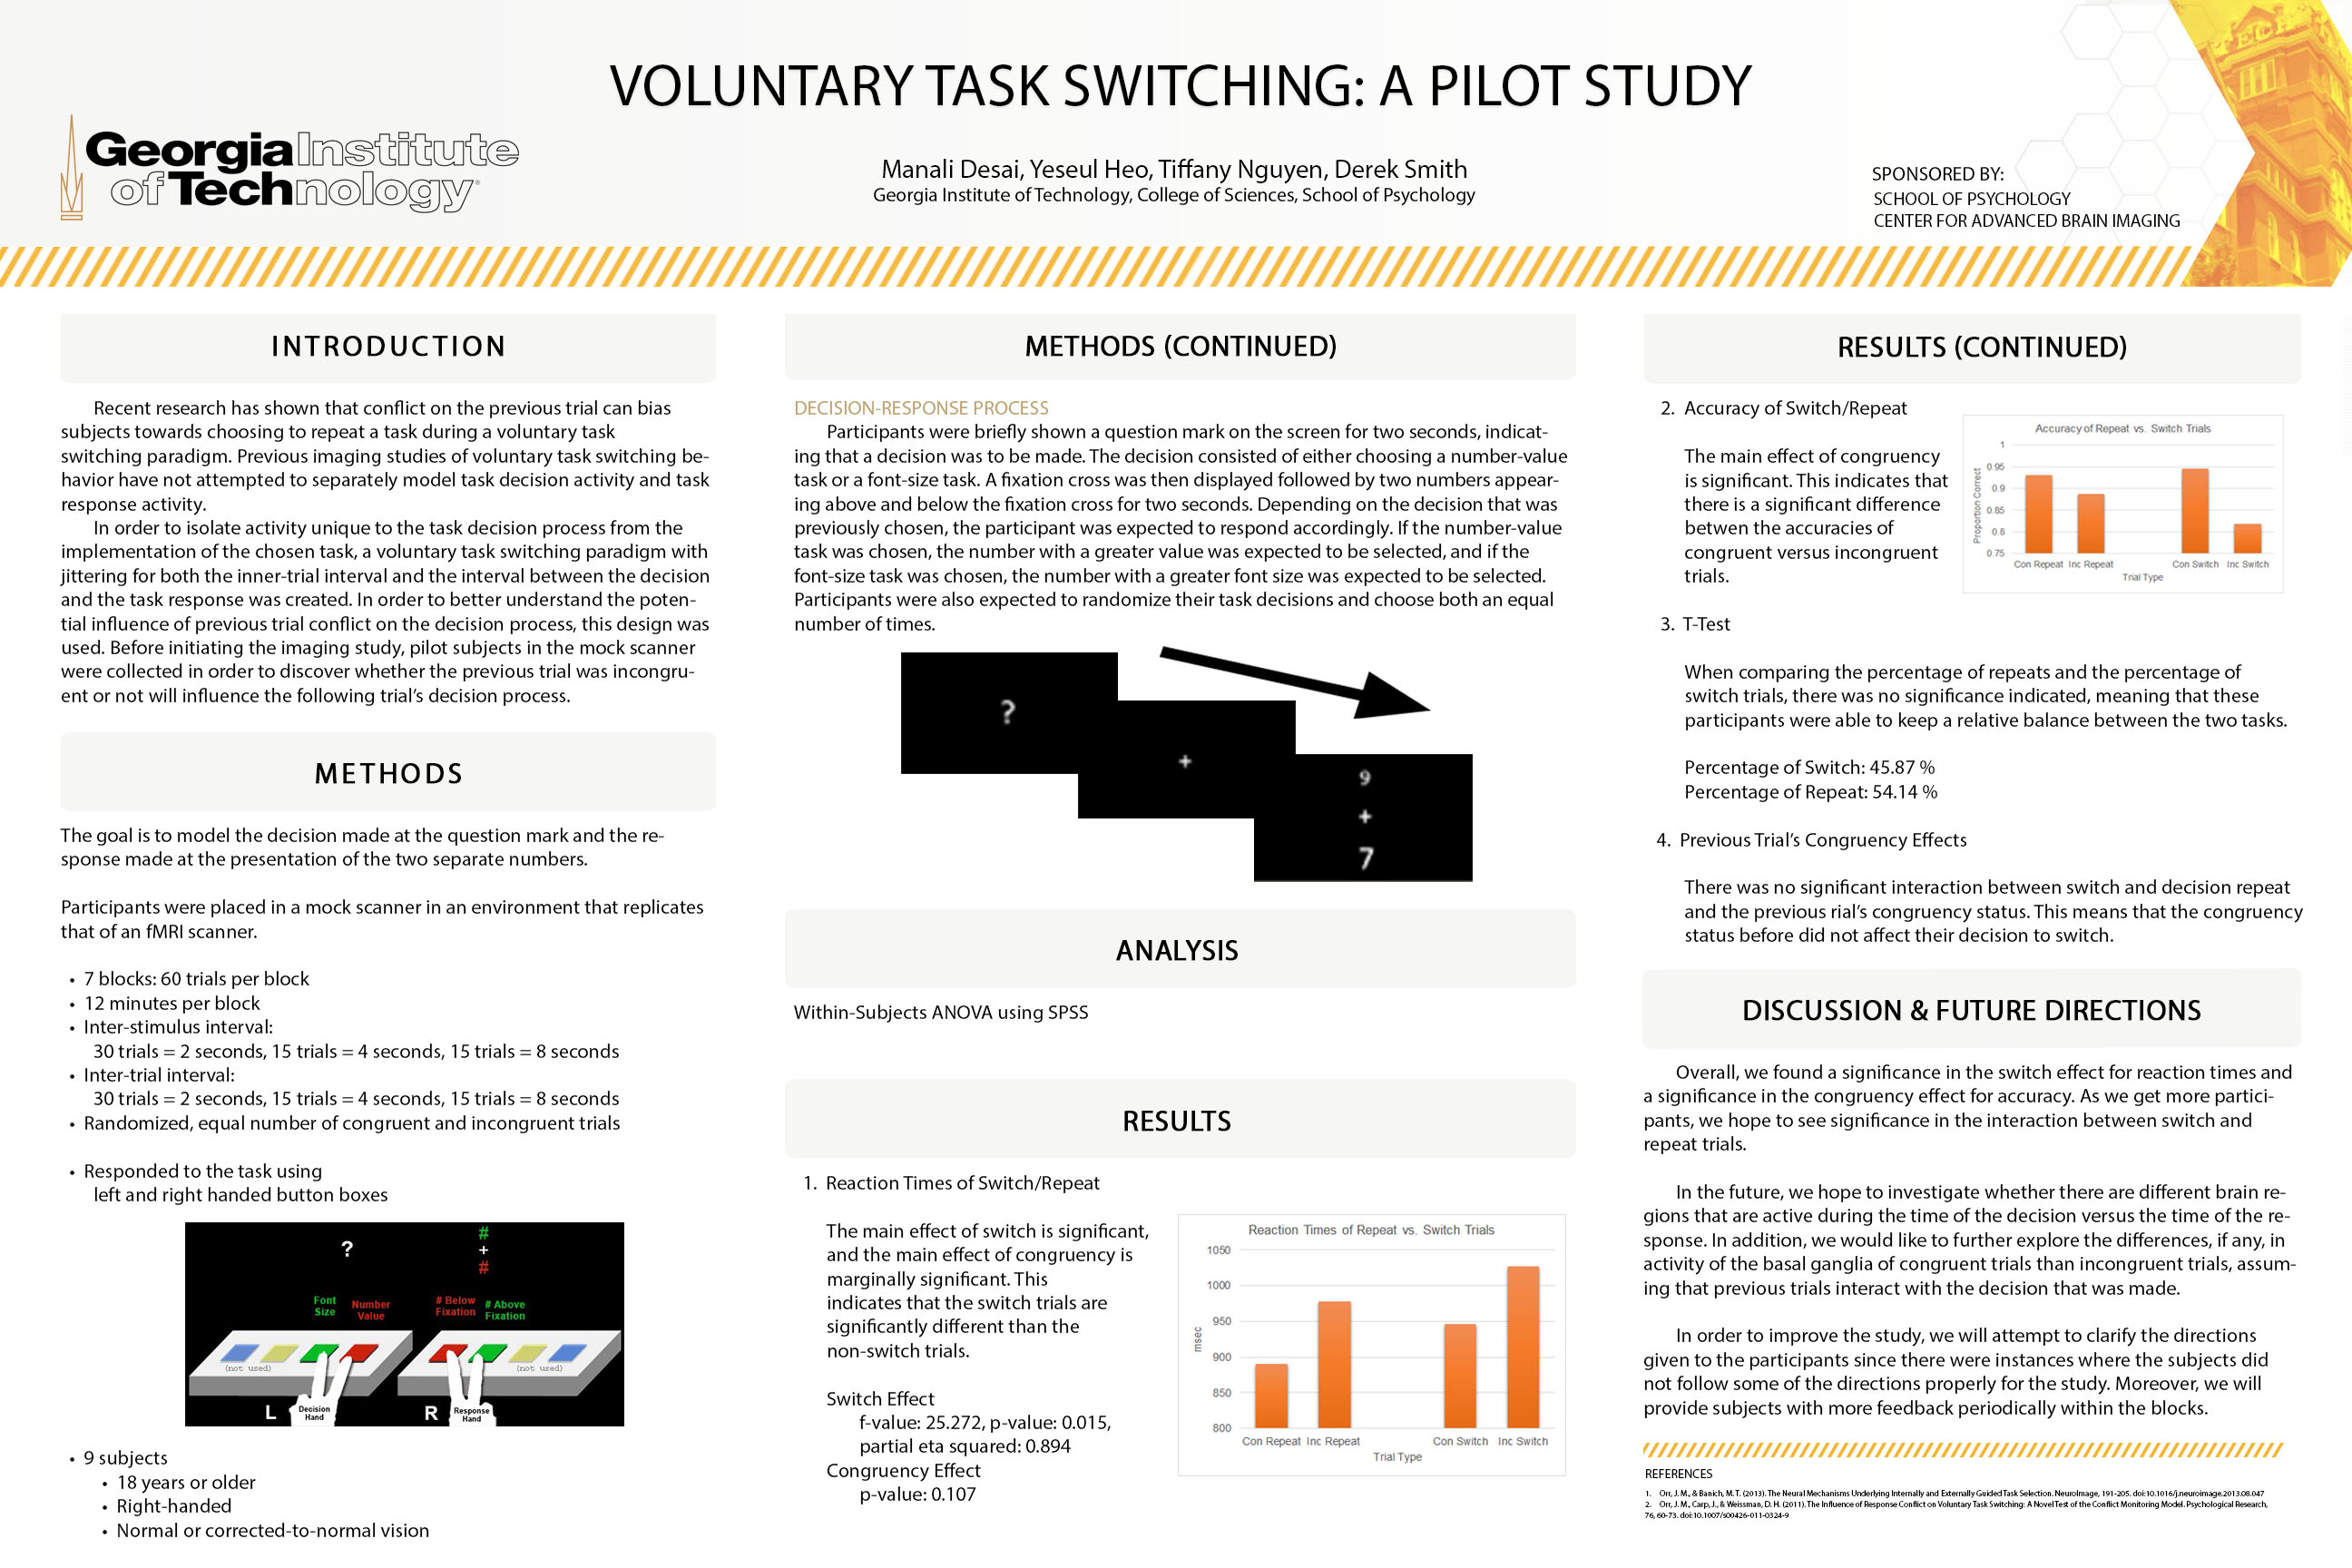 VOLUNTARY TASK SWITCHING: A PILOT STUDY
Georgia Institute
of Technology
Manali Desai, Yeseul Heo, Tiffany Nguyen, Derek Smith
Georgia Institute of Technology, College of Sciences, School of Psychology
SPONSORED BY:
SCHOOL OF PSYCHOLOGY
CENTER FOR ADVANCED BRAIN IMAGING
TECH
INTRODUCTION
Recent research has shown that conflict on the previous trial can bias
subjects towards choosing to repeat a task during a voluntary task
switching paradigm. Previous imaging studies of voluntary task switching be-
havior have not attempted to separately model task decision activity and task
response activity.
In order to isolate activity unique to the task decision process from the
implementation of the chosen task, a voluntary task switching paradigm with
jittering for both the inner-trial interval and the interval between the decision
and the task response was created. In order to better understand the poten-
tial influence of previous trial conflict on the decision process, this design was
used. Before initiating the imaging study, pilot subjects in the mock scanner
were collected in order to discover whether the previous trial was incongru-
ent or not will influence the following trial's decision process.
METHODS
The goal is to model the decision made at the question mark and the re-
sponse made at the presentation of the two separate numbers.
Participants were placed in a mock scanner in an environment that replicates
that of an fMRI scanner.
• 7 blocks: 60 trials per block
• 12 minutes per block
• Inter-stimulus interval:
30 trials = 2 seconds, 15 trials = 4 seconds, 15 trials = 8 seconds
• Inter-trial interval:
30 trials = 2 seconds, 15 trials = 4 seconds, 15 trials = 8 seconds
• Randomized, equal number of congruent and incongruent trials
• Responded to the task using
left and right handed button boxes
?
#
+
#
Font
Size
Number
Value
# Below
Fixation
# Above
Fixation
(not used)
(not used)
L
Decision
Hand
R
Response
Hand
• 9 subjects
• 18 years or older
• Right-handed
• Normal or corrected-to-normal vision
METHODS (CONTINUED)
DECISION-RESPONSE PROCESS
Participants were briefly shown a question mark on the screen for two seconds, indicat-
ing that a decision was to be made. The decision consisted of either choosing a number-value
task or a font-size task. A fixation cross was then displayed followed by two numbers appear-
ing above and below the fixation cross for two seconds. Depending on the decision that was
previously chosen, the participant was expected to respond accordingly. If the number-value
task was chosen, the number with a greater value was expected to be selected, and if the
font-size task was chosen, the number with a greater font size was expected to be selected.
Participants were also expected to randomize their task decisions and choose both an equal
number of times.
?
+
9
+
7
ANALYSIS
Within-Subjects ANOVA using SPSS
RESULTS
1. Reaction Times of Switch/Repeat
The main effect of switch is significant,
and the main effect of congruency is
marginally significant. This
indicates that the switch trials are
significantly different than the
non-switch trials.
Switch Effect
f-value: 25.272, p-value: 0.015,
partial eta squared: 0.894
Congruency Effect
p-value: 0.107
Reaction Times of Repeat vs. Switch Trials
1050
1000
950
900
850
800
msec
Con Repeat Inc Repeat Con Switch Inc Switch
Trial Type
RESULTS (CONTINUED)
2. Accuracy of Switch/Repeat
The main effect of congruency
is significant. This indicates that
there is a significant difference
betwen the accuracies of
congruent versus incongruent
trials.
Accuracy of Repeat vs. Switch Trials
1
0.95
0.9
0.85
0.8
0.75
Proportion Correct
Con Repeat Inc Repeat Con Switch Inc Switch
Trial Type
3. T-Test
When comparing the percentage of repeats and the percentage of
switch trials, there was no significance indicated, meaning that these
participants were able to keep a relative balance between the two tasks.
Percentage of Switch: 45.87 %
Percentage of Repeat: 54.14 %
4. Previous Trial's Congruency Effects
There was no significant interaction between switch and decision repeat
and the previous rial's congruency status. This means that the congruency
status before did not affect their decision to switch.
DISCUSSION & FUTURE DIRECTIONS
Overall, we found a significance in the switch effect for reaction times and
a significance in the congruency effect for accuracy. As we get more partici-
pants, we hope to see significance in the interaction between switch and
repeat trials.
In the future, we hope to investigate whether there are different brain re-
gions that are active during the time of the decision versus the time of the re-
sponse. In addition, we would like to further explore the differences, if any, in
activity of the basal ganglia of congruent trials than incongruent trials, assum-
ing that previous trials interact with the decision that was made.
In order to improve the study, we will attempt to clarify the directions
given to the participants since there were instances where the subjects did
not follow some of the directions properly for the study. Moreover, we will
provide subjects with more feedback periodically within the blocks.
REFERENCES
1. Orr, J. M., & Banich, M. T. (2013). The Neural Mechanisms Underlying Internally and Externally Guided Task Selection. NeuroImage, 191-205. doi:10.1016/j.neuroimage.2013.08.047
2. Orr, J. M., Carp, J., & Weissman, D. H. (2011). The Influence of Response Conflict on Voluntary Task Switching: A Novel Test of the Conflict Monitoring Model. Psychological Research,
76, 60-73. doi:10.1007/s00426-011-0324-9